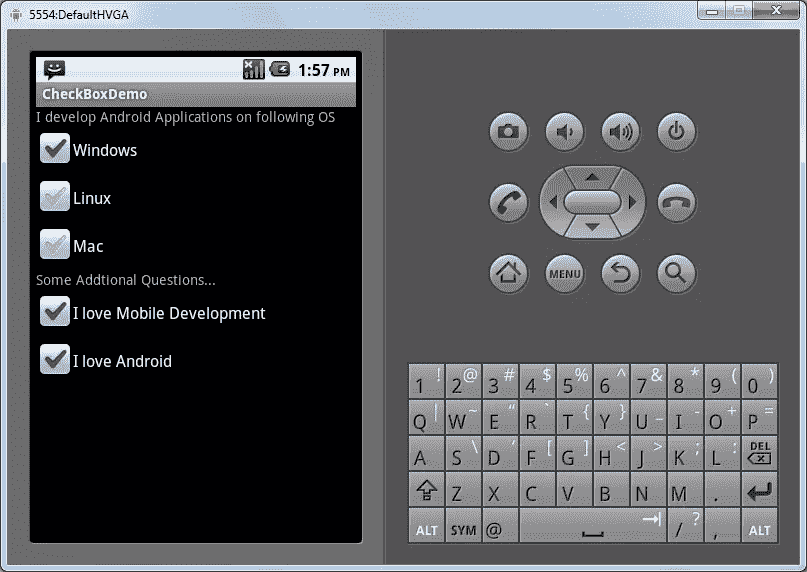 5554:DefaultHVGA
1:57 PM
CheckBoxDemo
I develop Android Applications on following OS
Windows
Linux
Mac
Some Addtional Questions...
I love Mobile Development
I love Android
MENU
1 ! 2 @ 3 # 4 $ 5 % 6 ^ 7 & 8 * 9 ( 0 )
Q | W ~ E " R ` T { Y } U _ I - O + P =
A S \ D ' F [ G ] H < J > K ; L : DEL
Z X C V B N M .
ALT SYM @ / ? , ALT